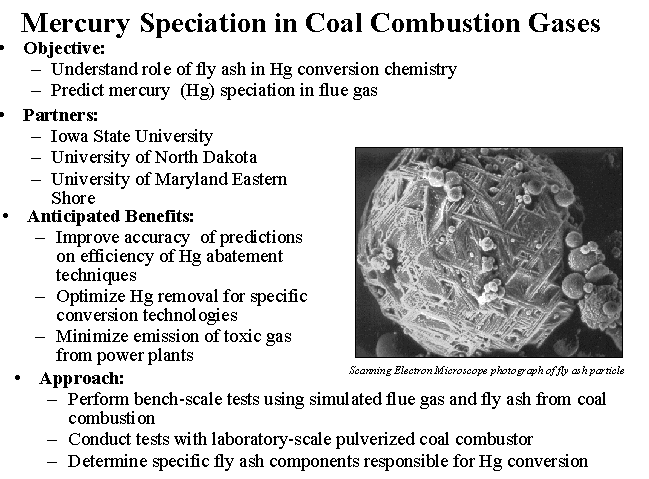 Mercury Speciation in Coal Combustion Gases
• Objective:
– Understand role of fly ash in Hg conversion chemistry
– Predict mercury (Hg) speciation in flue gas
• Partners:
– Iowa State University
– University of North Dakota
– University of Maryland Eastern
Shore
• Anticipated Benefits:
– Improve accuracy of predictions
on efficiency of Hg abatement
techniques
– Optimize Hg removal for specific
conversion technologies
– Minimize emission of toxic gas
from power plants
Scanning Electron Microscope photograph of fly ash particle
• Approach:
– Perform bench-scale tests using simulated flue gas and fly ash from coal
combustion
– Conduct tests with laboratory-scale pulverized coal combustor
– Determine specific fly ash components responsible for Hg conversion